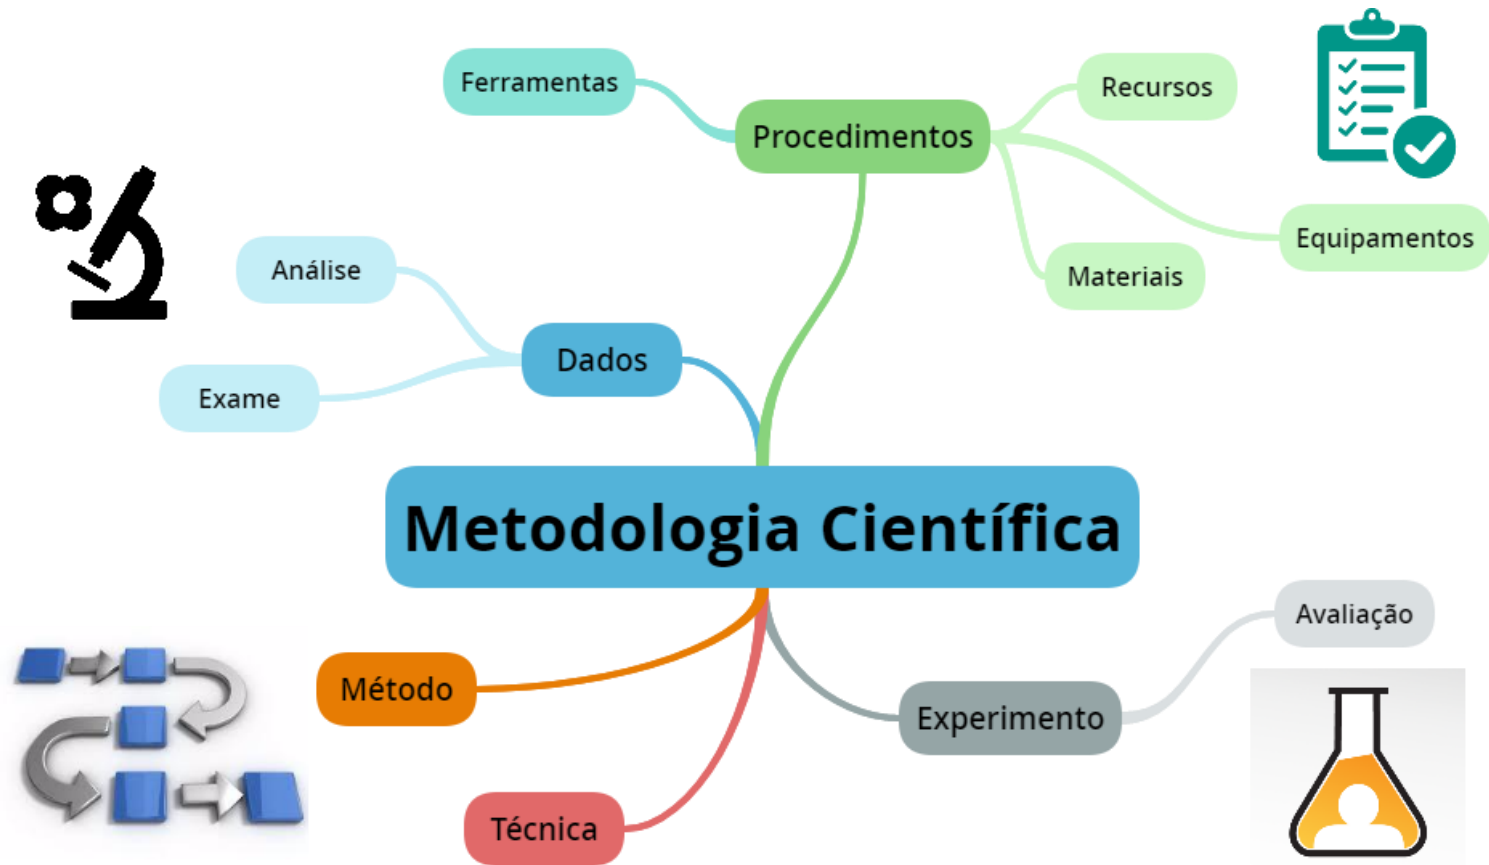 Ferramentas
Procedimentos
Recursos
Equipamentos
Materiais
Análise
Dados
Exame
Metodologia Científica
Avaliação
Método
Experimento
Técnica